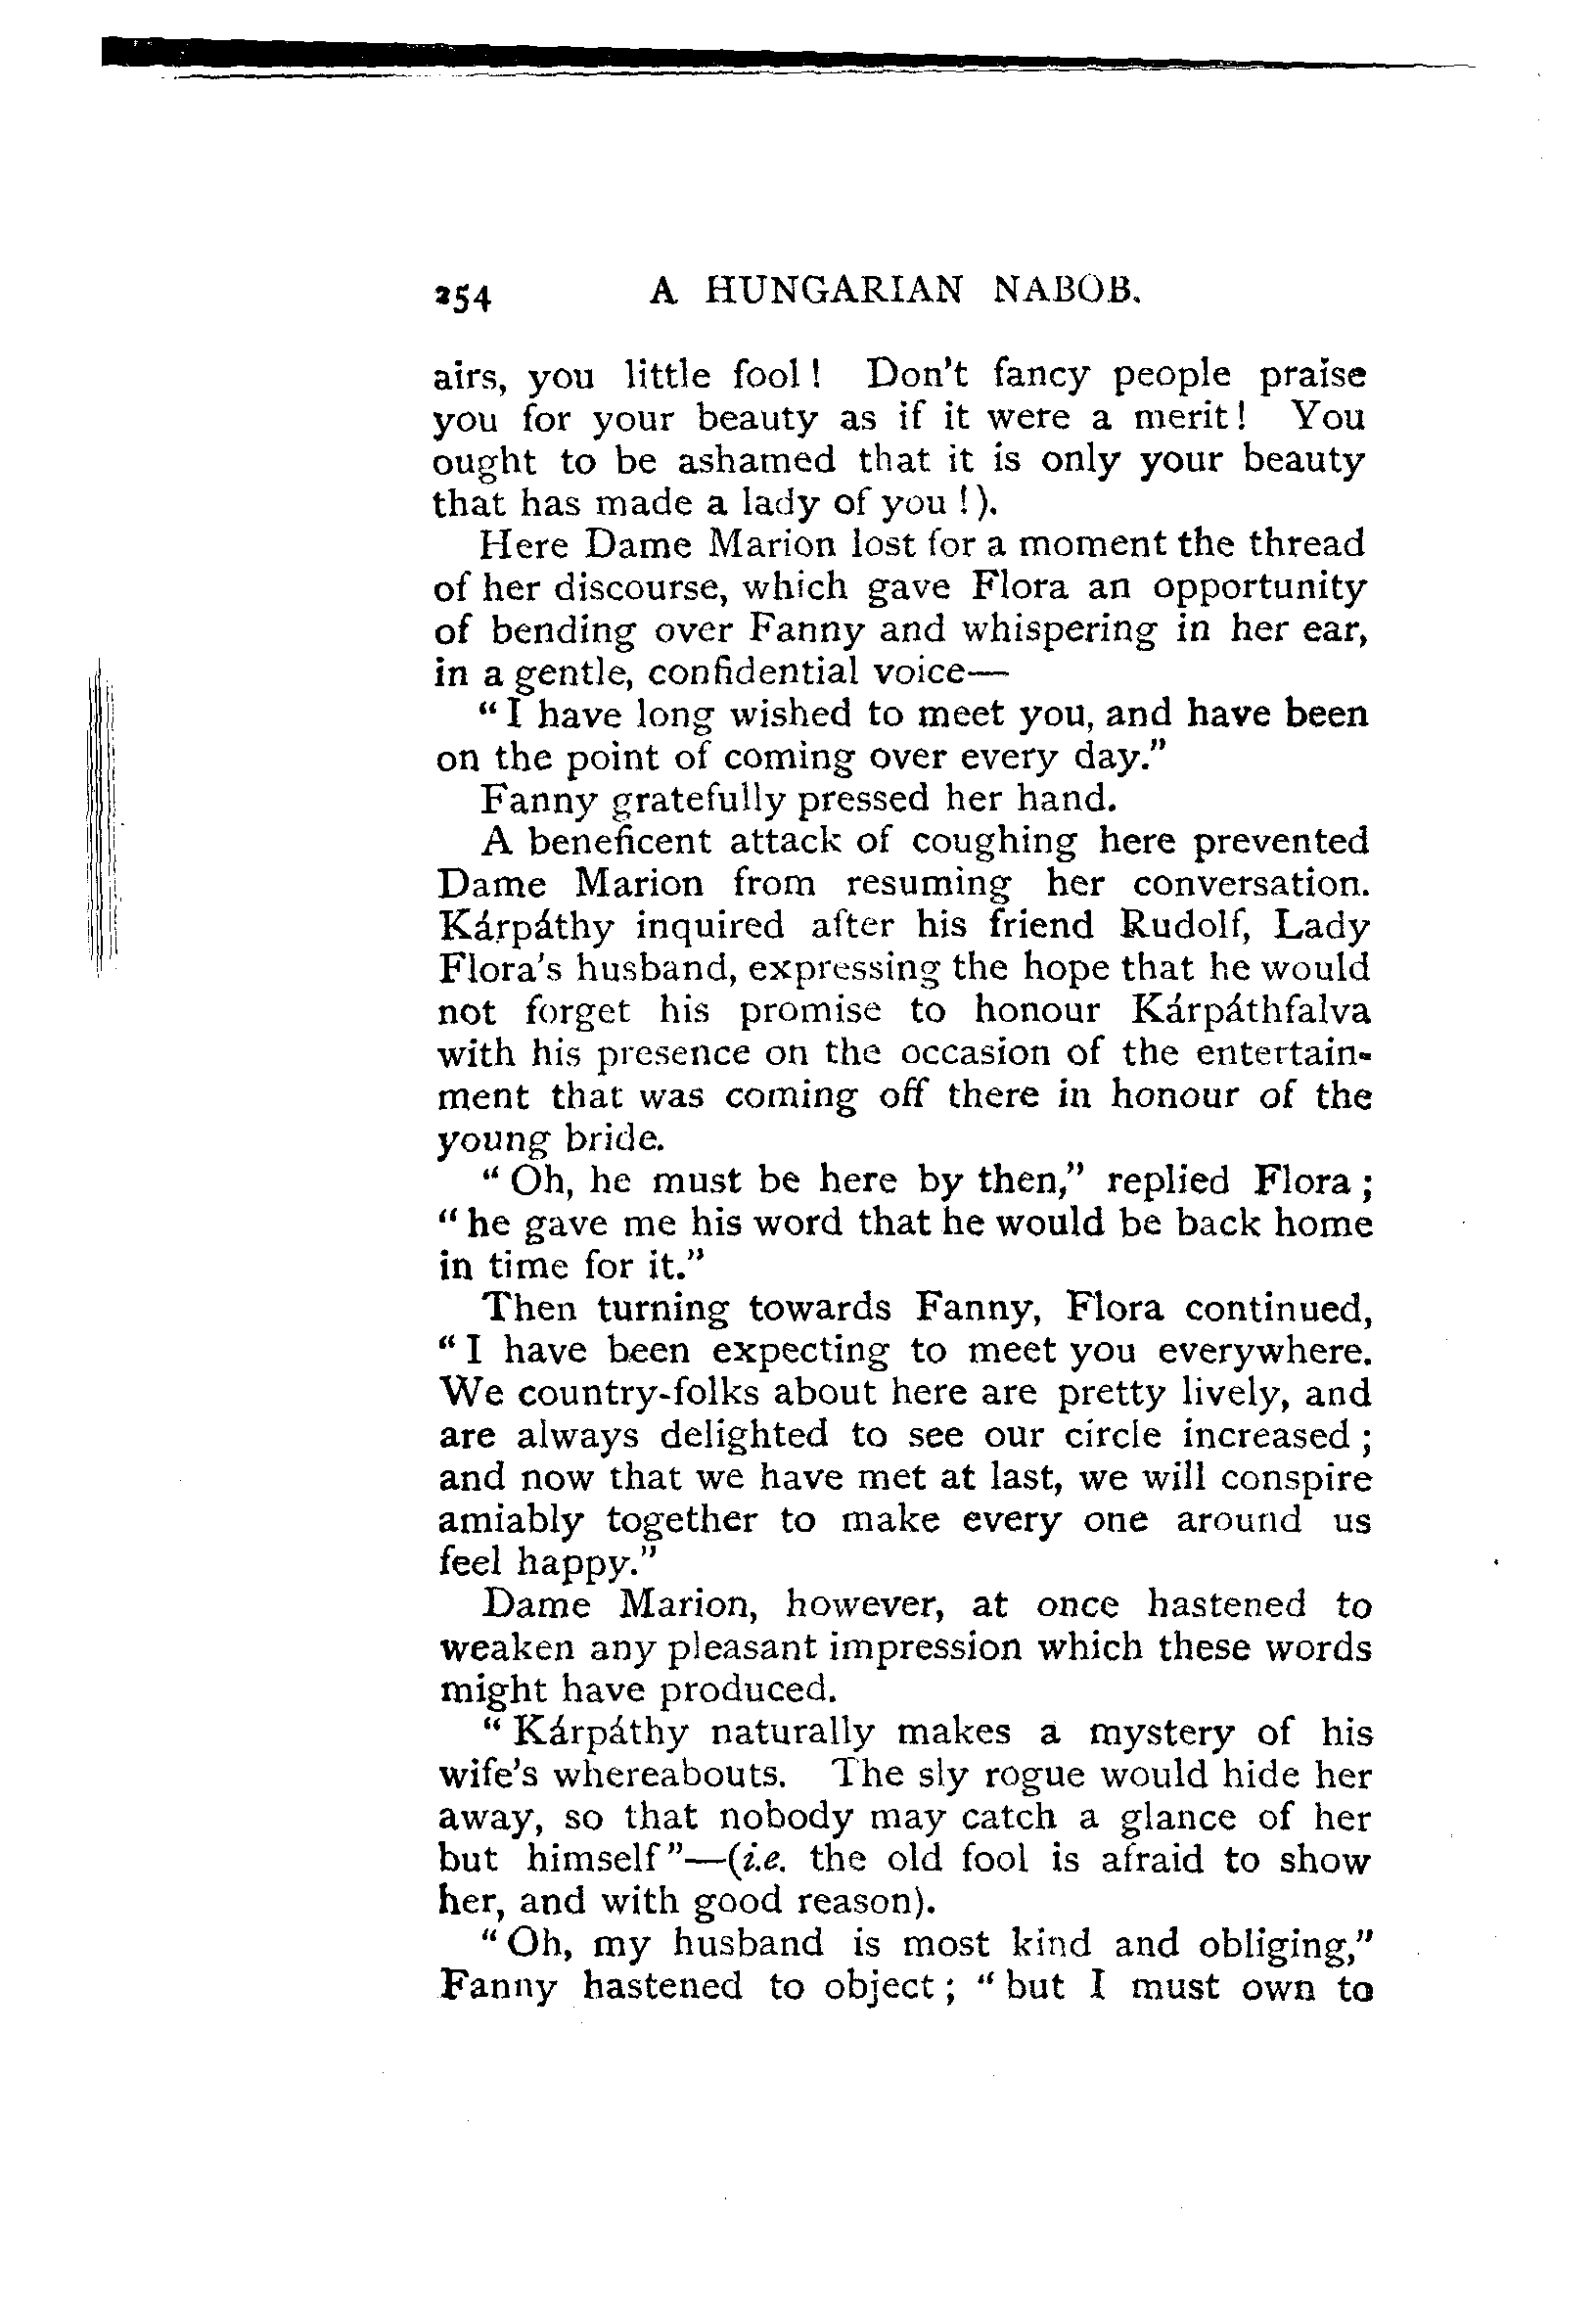 254 A HUNGARIAN NABOB.
airs, you little fool! Don't fancy people praise
you for your beauty as if it were a merit! You
ought to be ashamed that it is only your beauty
that has made a lady of you!).
Here Dame Marion lost for a moment the thread
of her discourse, which gave Flora an opportunity
of bending over Fanny and whispering in her ear,
in a gentle, confidential voice—
"I have long wished to meet you, and have been
on the point of coming over every day."
Fanny gratefully pressed her hand.
A beneficent attack of coughing here prevented
Dame Marion from resuming her conversation.
Kárpáthy inquired after his friend Rudolf, Lady
Flora's husband, expressing the hope that he would
not forget his promise to honour Kárpáthfalva
with his presence on the occasion of the entertain-
ment that was coming off there in honour of the
young bride.
"Oh, he must be here by then," replied Flora;
"he gave me his word that he would be back home
in time for it."
Then turning towards Fanny, Flora continued,
"I have been expecting to meet you everywhere.
We country-folks about here are pretty lively, and
are always delighted to see our circle increased;
and now that we have met at last, we will conspire
amiably together to make every one around us
feel happy."
Dame Marion, however, at once hastened to
weaken any pleasant impression which these words
might have produced.
"Kárpáthy naturally makes a mystery of his
wife's whereabouts. The sly rogue would hide her
away, so that nobody may catch a glance of her
but himself"—(i.e. the old fool is afraid to show
her, and with good reason).
"Oh, my husband is most kind and obliging,"
Fanny hastened to object; "but I must own to